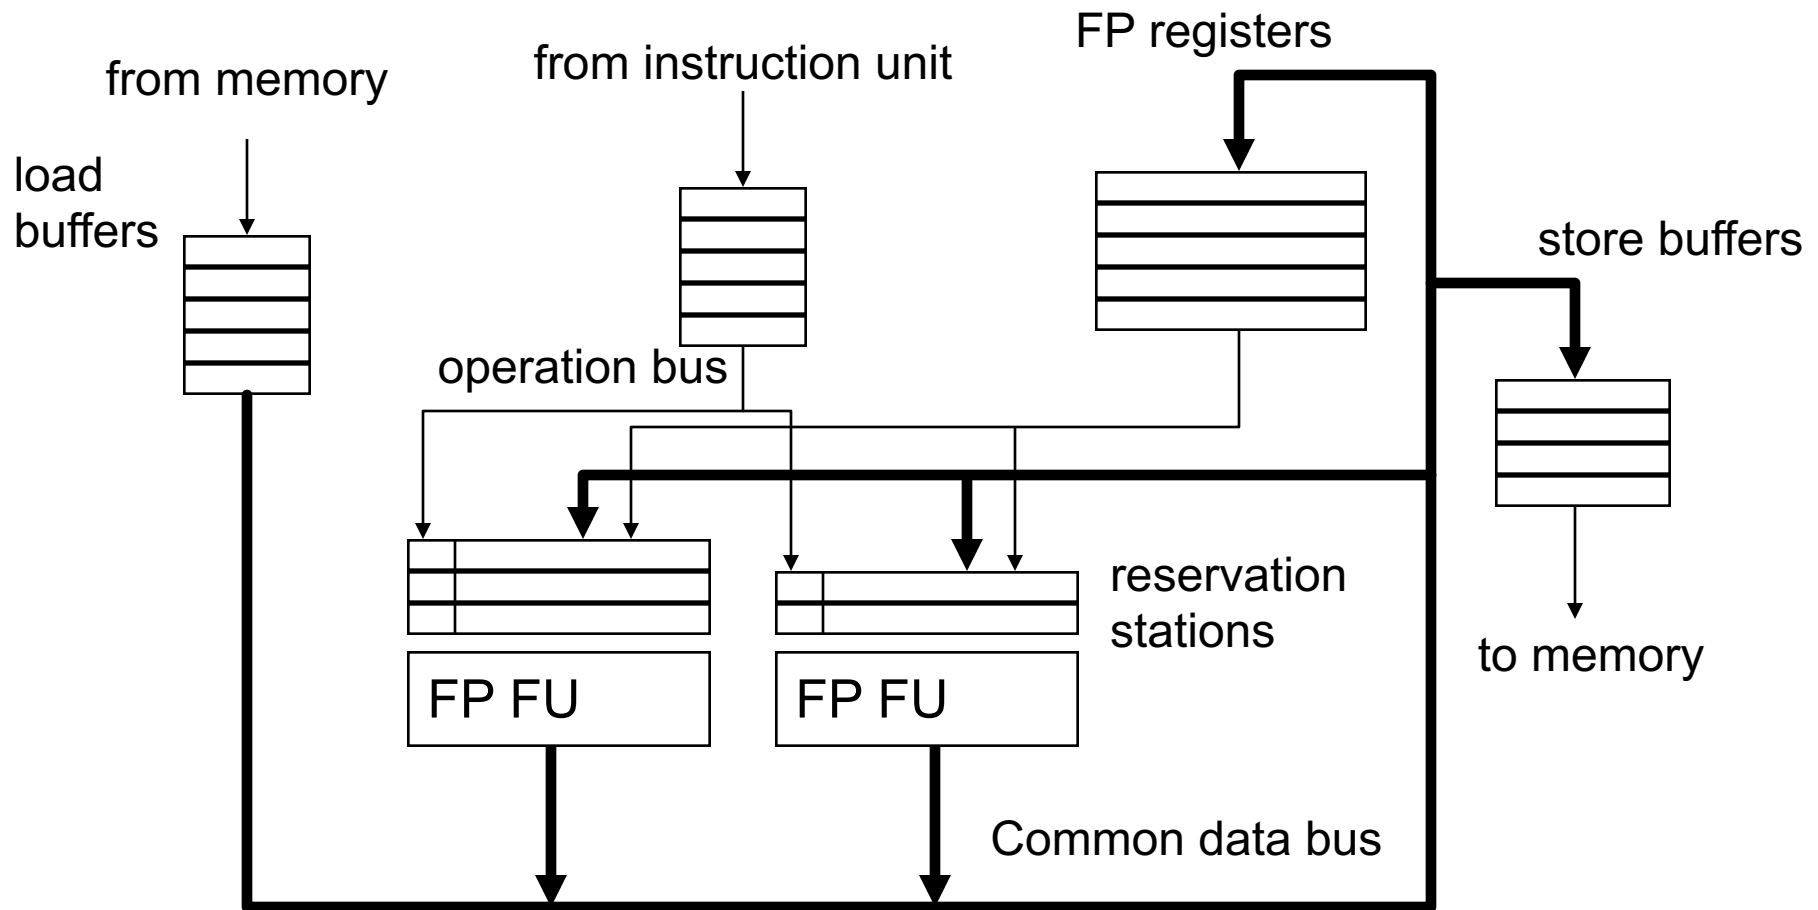 FP registers
from instruction unit
from memory
load
buffers
store buffers
operation bus
reservation
stations
to memory
FP FU
FP FU
Common data bus